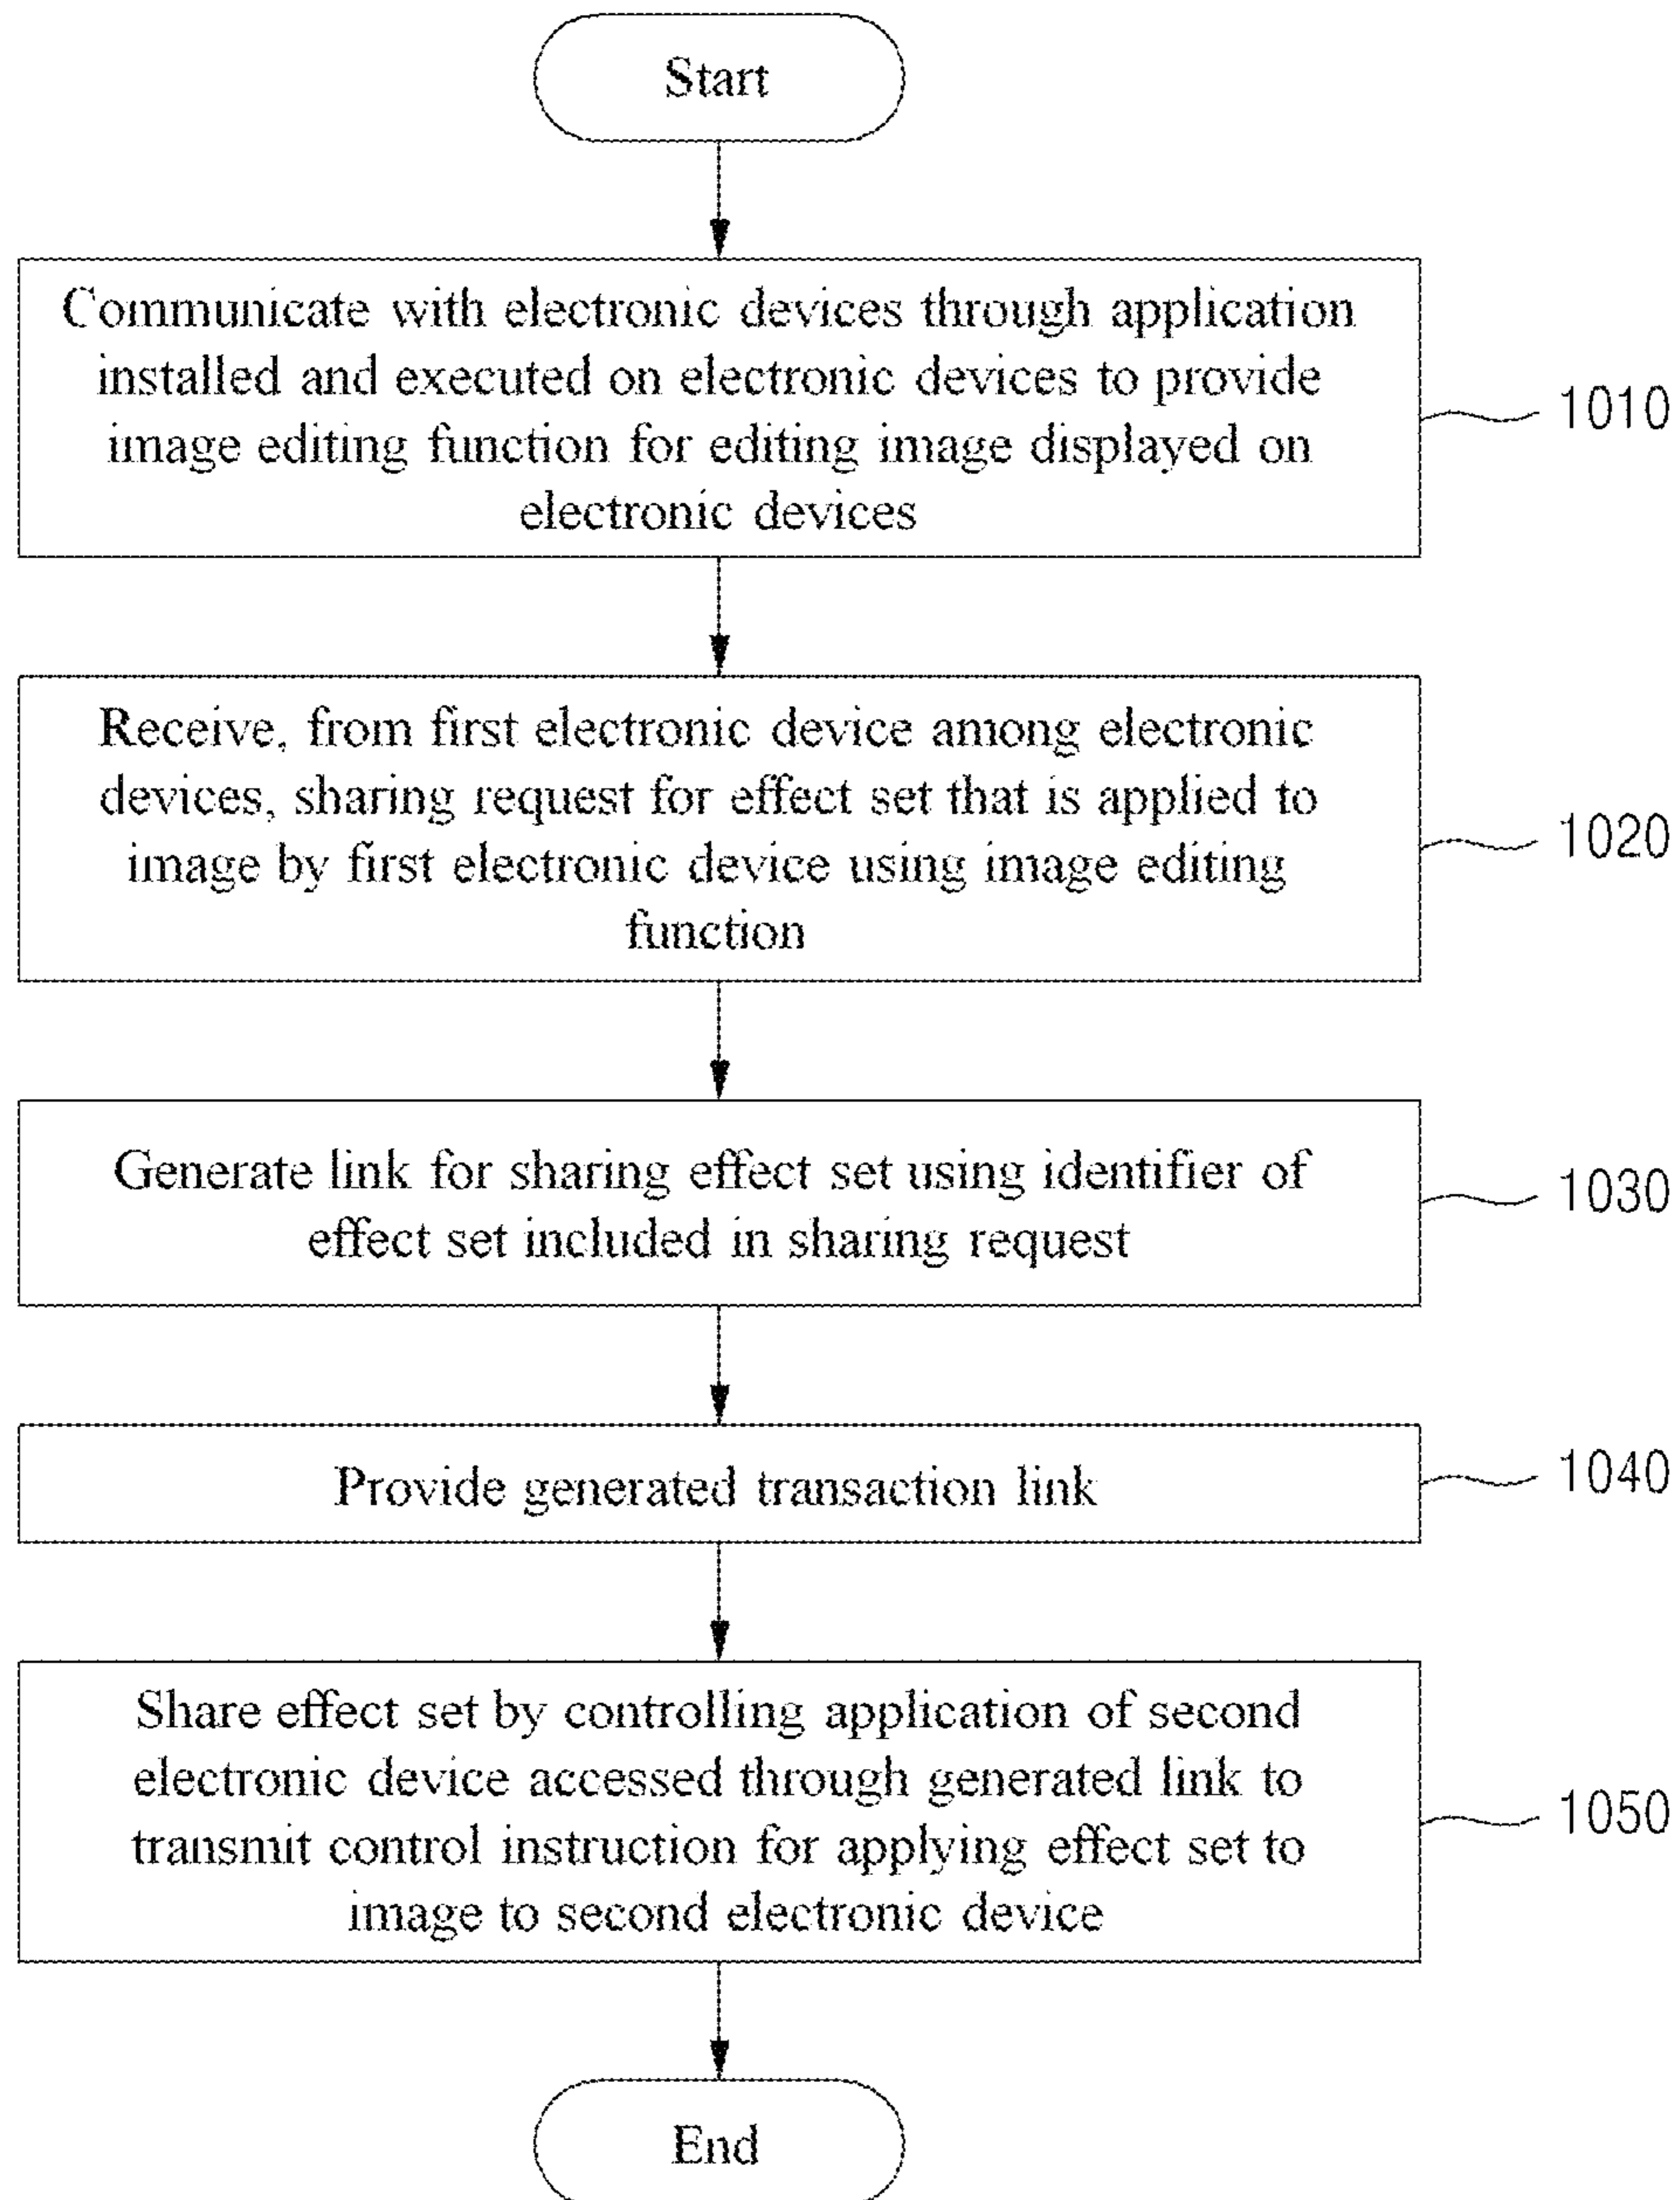 Start
Communicate with electronic devices through application
installed and executed on electronic devices to provide
image editing function for editing image displayed on
electronic devices
1010
Receive, from first electronic device among electronic
devices, sharing request for effect set that is applied to
image by first electronic device using image editing
function
1020
Generate link for sharing effect set using identifier of
effect set included in sharing request
1030
Provide generated transaction link
1040
Share effect set by controlling application of second
electronic device accessed through generated link to
transmit control instruction for applying effect set to
image to second electronic device
1050
End